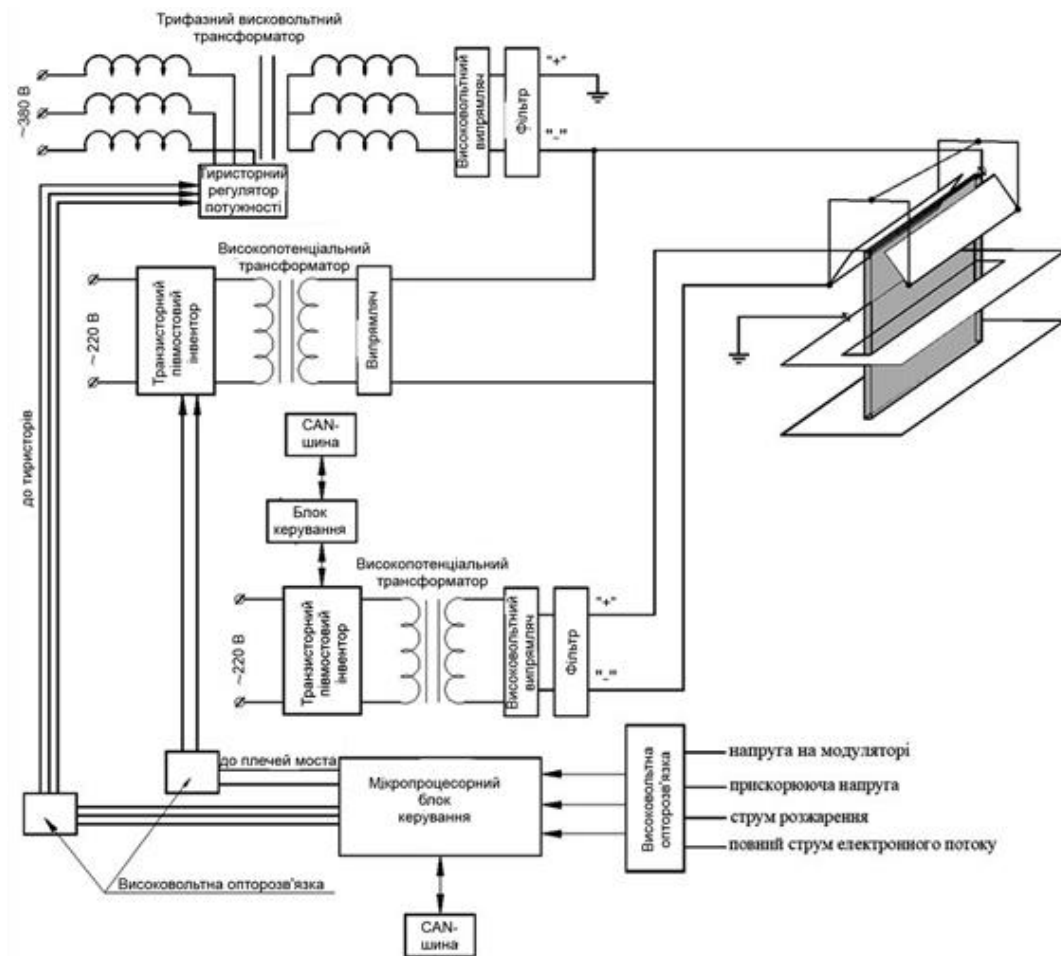 Трифазний висковольтний
трансформатор
~380 В
Високовольтний
випрямляч
Фільтр
"+"
"-"
Тиристорний
регулятор
потужності
Високопотенціальний
трансформатор
~220 В
Транзисторний
півмостовий
інвентор
Випрямляч
до тиристорів
CAN-
шина
Блок
керування
Високопотенціальний
трансформатор
~220 В
Транзисторний
півмостовий
інвентор
Високовольтний
випрямляч
Фільтр
"+"
"-"
до плечей моста
Мікропроцесорний
блок
керування
Високовольтна
опторозв'язка
напруга на модуляторі
прискорююча напруга
струм розжарення
повний струм електронного потоку
Високовольтна опторозв'язка
CAN-
шина